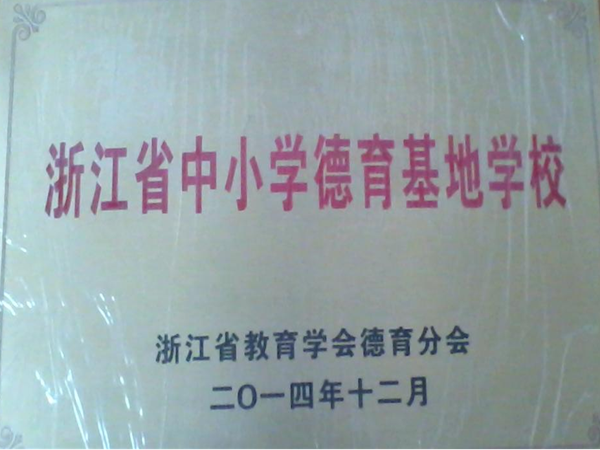 浙江省中小学德育基地学校
浙江省教育学会德育分会
二〇一四年十二月